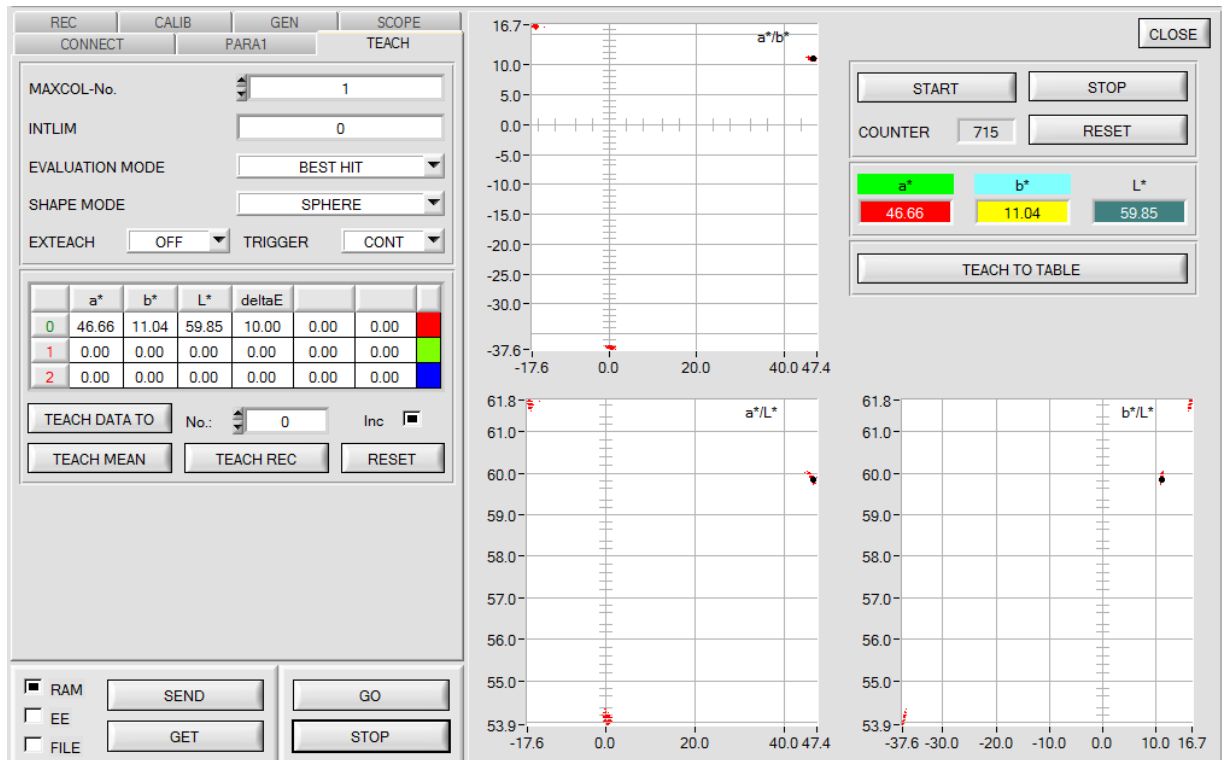 REC CALIB GEN SCOPE
CONNECT PARA1 TEACH
MAXCOL-No. 1
INTLIM 0
EVALUATION MODE BEST HIT
SHAPE MODE SPHERE
EXTEACH OFF TRIGGER CONT
a* b* L* deltaE
0 46.66 11.04 59.85 10.00 0.00 0.00
1 0.00 0.00 0.00 0.00 0.00 0.00
2 0.00 0.00 0.00 0.00 0.00 0.00
TEACH DATA TO No.: 0 Inc
TEACH MEAN TEACH REC RESET
RAM SEND GO
EE
FILE GET STOP
a*/b*
16.7
10.0
5.0
0.0
-5.0
-10.0
-15.0
-20.0
-25.0
-30.0
-37.6
-17.6 0.0 20.0 40.0 47.4
a*/L*
61.8
61.0
60.0
59.0
58.0
57.0
56.0
55.0
53.9
-17.6 0.0 20.0 40.0 47.4
CLOSE
START STOP
COUNTER 715 RESET
a* b* L*
46.66 11.04 59.85
TEACH TO TABLE
b*/L*
61.8
61.0
60.0
59.0
58.0
57.0
56.0
55.0
53.9
-37.6 -30.0 -20.0 -10.0 0.0 10.0 16.7